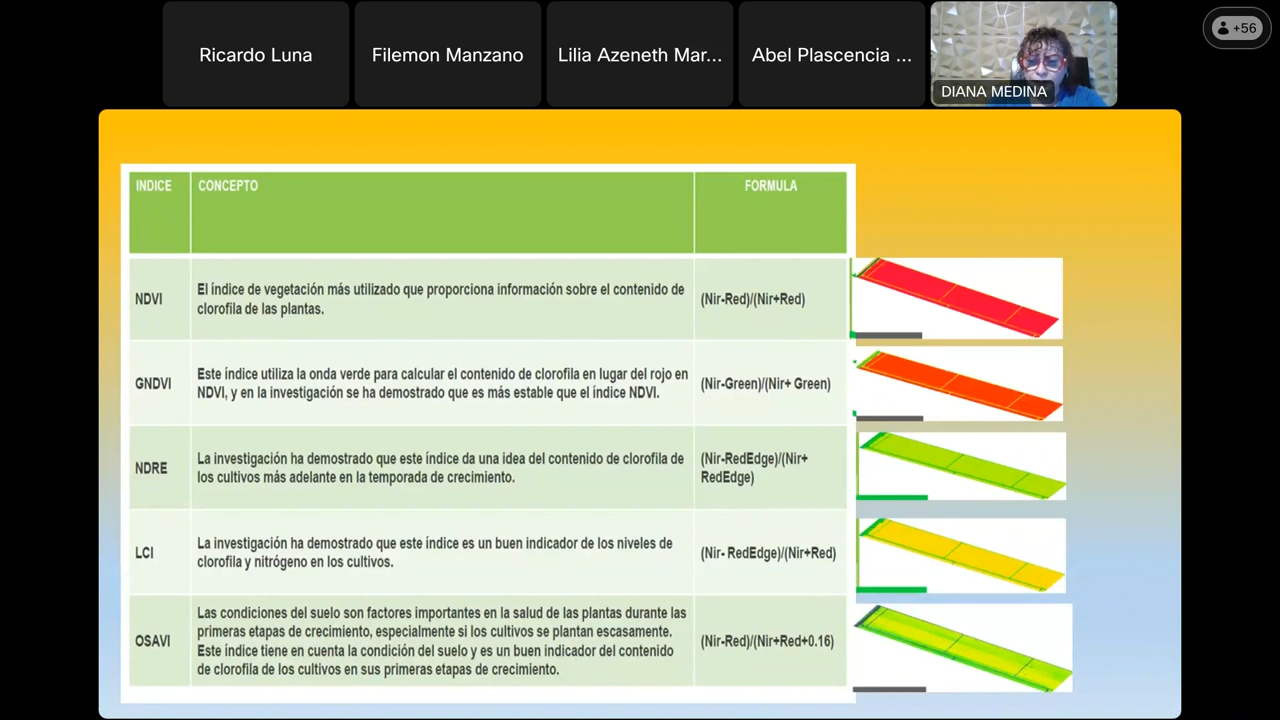 Ricardo Luna
Filemon Manzano
Lilia Azeneth Mar...
Abel Plascencia ...
DIANA MEDINA
+56
INDICE
CONCEPTO
FORMULA
NDVI
El índice de vegetación más utilizado que proporciona información sobre el contenido de
clorofila de las plantas.
(Nir-Red)/(Nir+Red)
GNDVI
Este índice utiliza la onda verde para calcular el contenido de clorofila en lugar del rojo en
NDVI, y en la investigación se ha demostrado que es más estable que el índice NDVI.
(Nir-Green)/(Nir+ Green)
NDRE
La investigación ha demostrado que este índice da una idea del contenido de clorofila de
los cultivos más adelante en la temporada de crecimiento.
(Nir-RedEdge)/(Nir+
RedEdge)
LCI
La investigación ha demostrado que este índice es un buen indicador de los niveles de
clorofila y nitrógeno en los cultivos.
(Nir- RedEdge)/(Nir+Red)
OSAVI
Las condiciones del suelo son factores importantes en la salud de las plantas durante las
primeras etapas de crecimiento, especialmente si los cultivos se plantan escasamente.
Este índice tiene en cuenta la condición del suelo y es un buen indicador del contenido
de clorofila de los cultivos en sus primeras etapas de crecimiento.
(Nir-Red)/(Nir+Red+0.16)